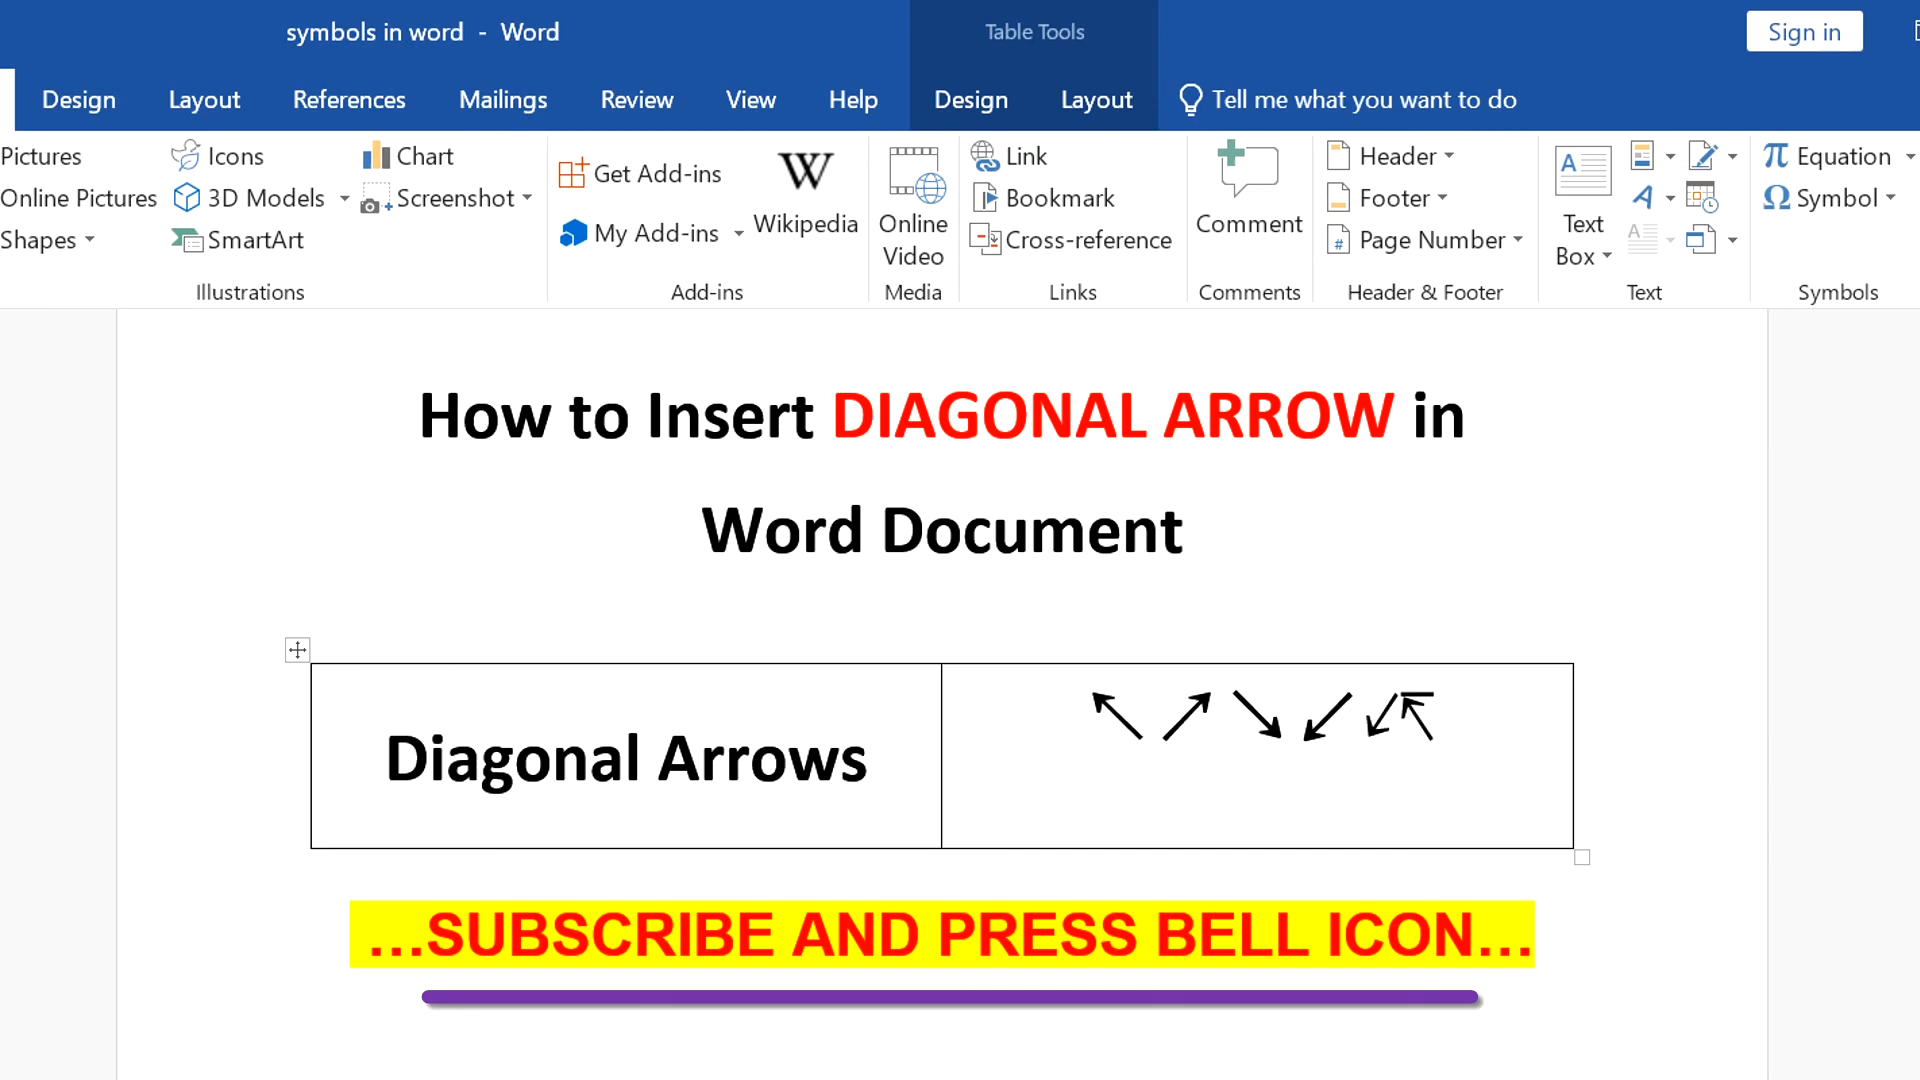 symbols in word - Word
Table Tools
Sign in
Design Layout References Mailings Review View Help Design Layout Tell me what you want to do
Pictures
Online Pictures
Shapes
Icons
3D Models
SmartArt
Chart
Screenshot
Illustrations
Get Add-ins
My Add-ins
Wikipedia
Add-ins
Online
Video
Media
Link
Bookmark
Cross-reference
Links
Comment
Comments
Header
Footer
Page Number
Header & Footer
Text
Box
Text
π Equation
Ω Symbol
Symbols
How to Insert DIAGONAL ARROW in
Word Document
Diagonal Arrows ↖ ↗ ↘ ↙ ⇱
...SUBSCRIBE AND PRESS BELL ICON...